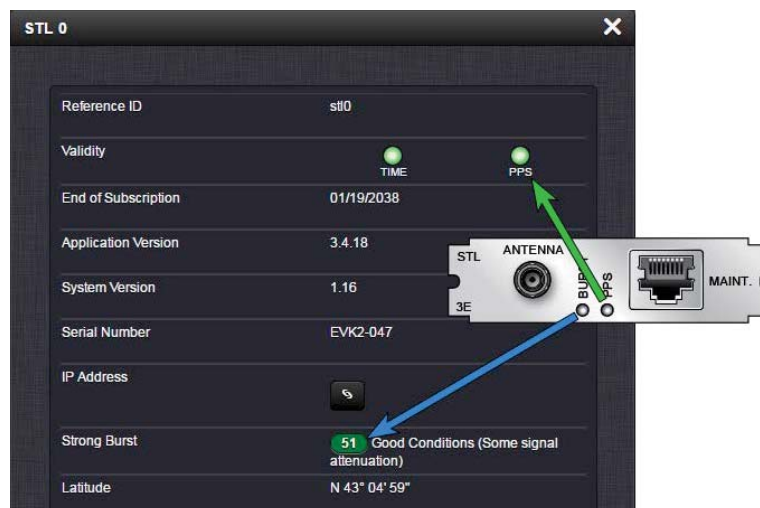 STL 0
Reference ID stl0
Validity
TIME PPS
End of Subscription 01/19/2038
Application Version 3.4.18
System Version 1.16
Serial Number EVK2-047
IP Address
Strong Burst 51 Good Conditions (Some signal
attenuation)
Latitude N 43° 04' 59"
STL ANTENNA
PPS
MAINT.
3E